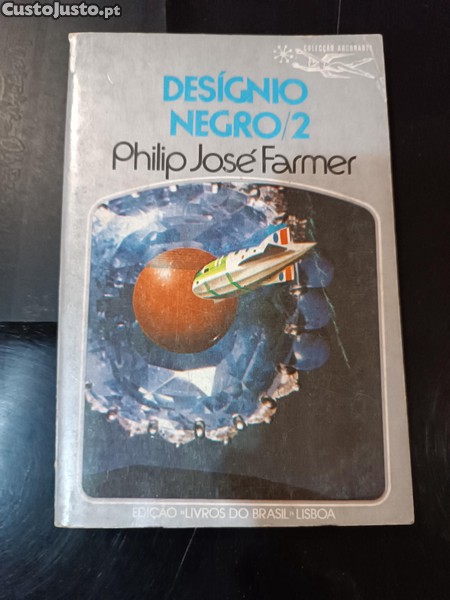 CustoJusto.pt
COLECÇÃO ARGONAUTA
DESÍGNIO
NEGRO/2
Philip José Farmer
EDIÇÃO "LIVROS DO BRASIL" LISBOA